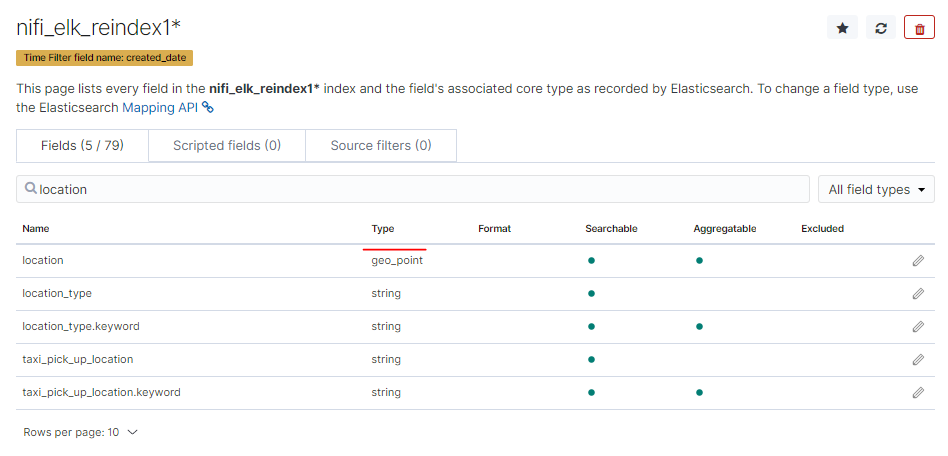 nifi_elk_reindex1*
Time Filter field name: created_date
This page lists every field in the nifi_elk_reindex1* index and the field's associated core type as recorded by Elasticsearch. To change a field type, use
the Elasticsearch Mapping API
Fields (5 / 79) Scripted fields (0) Source filters (0)
location All field types
Name Type Format Searchable Aggregatable Excluded
location geo_point
location_type string
location_type.keyword string
taxi_pick_up_location string
taxi_pick_up_location.keyword string
Rows per page: 10